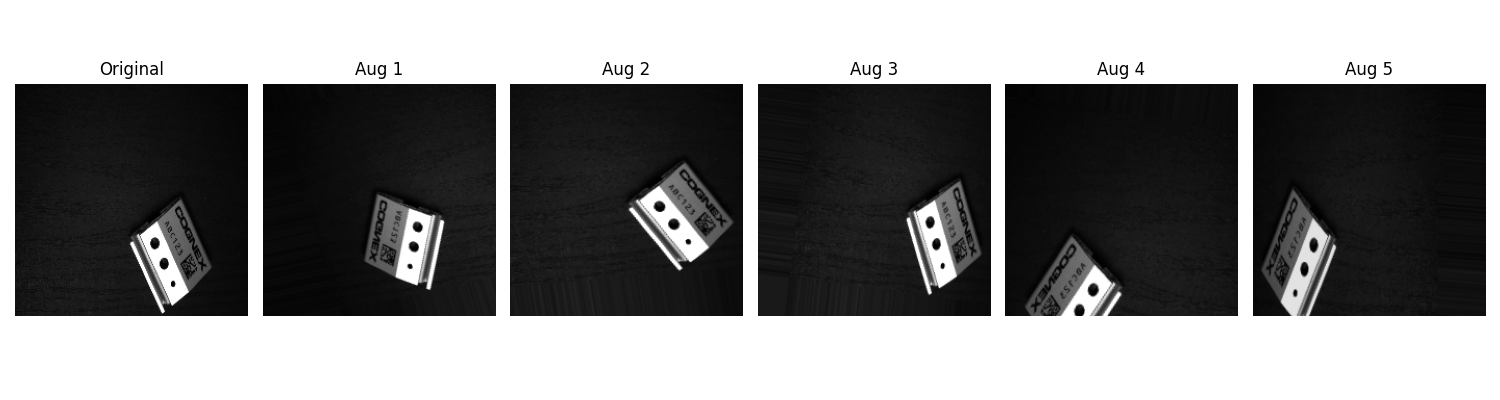 Original
Aug 1
Aug 2
Aug 3
Aug 4
Aug 5
COGNEX
ABC123
COGNEX
ABC123
COGNEX
ABC123
COGNEX
ABC123
COGNEX
ABC123
COGNEX
ABC123